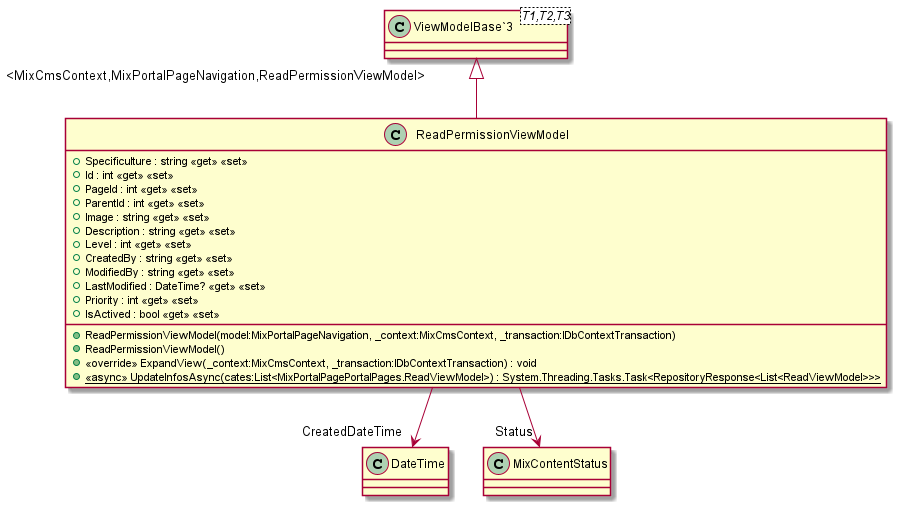 T1,T2,T3
C ViewModelBase`3
<MixCmsContext,MixPortalPageNavigation,ReadPermissionViewModel>
C ReadPermissionViewModel
Specificulture : string «get» «set»
Id : int «get» «set»
PageId : int «get» «set»
ParentId : int «get» «set»
Image : string «get» «set»
Description : string «get» «set»
Level : int «get» «set»
CreatedBy : string «get» «set»
ModifiedBy : string «get» «set»
LastModified : DateTime? «get» «set»
Priority : int «get» «set»
IsActived : bool «get» «set»
ReadPermissionViewModel(model:MixPortalPageNavigation, _context:MixCmsContext, _transaction:IDbContextTransaction)
ReadPermissionViewModel()
«override» ExpandView(_context:MixCmsContext, _transaction:IDbContextTransaction) : void
«async» UpdateInfosAsync(cates:List<MixPortalPagePortalPages.ReadViewModel>) : System.Threading.Tasks.Task<RepositoryResponse<List<ReadViewModel>>>
CreatedDateTime
Status
C DateTime
C MixContentStatus